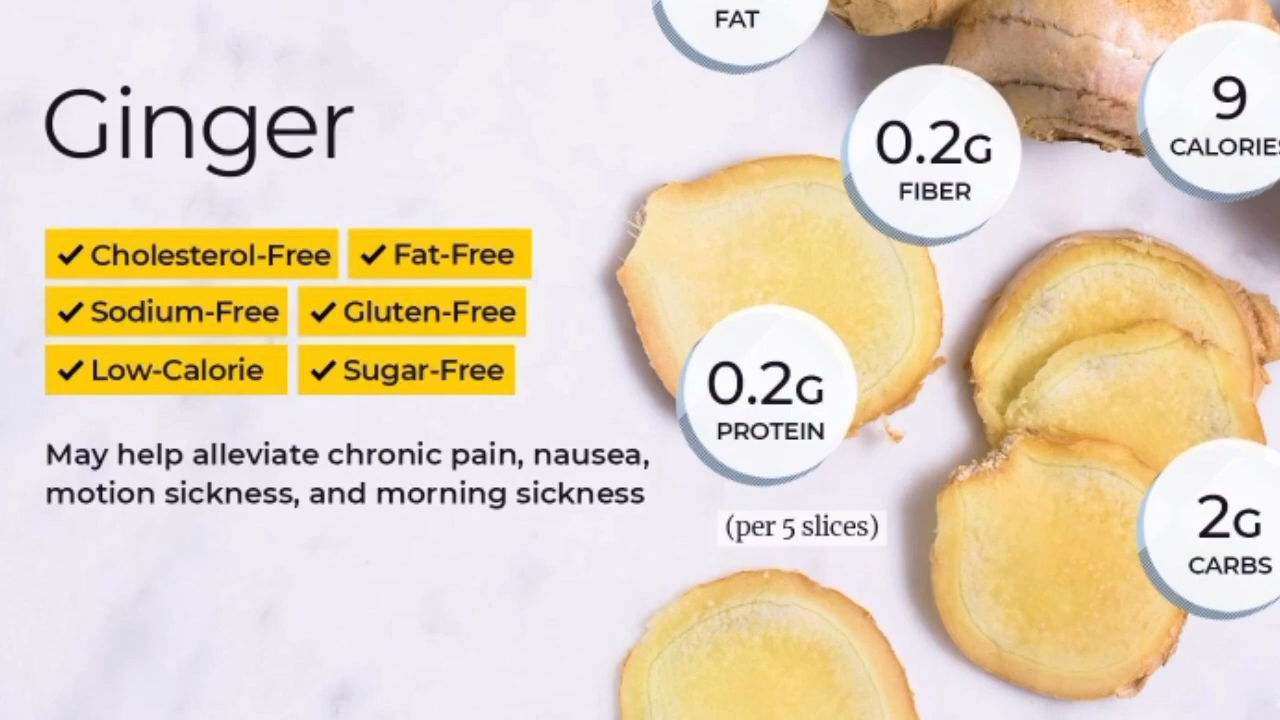 FAT
Ginger
9
CALORIES
0.2G
FIBER
✓ Cholesterol-Free ✓ Fat-Free
✓ Sodium-Free ✓ Gluten-Free
✓ Low-Calorie ✓ Sugar-Free
0.2G
PROTEIN
May help alleviate chronic pain, nausea,
motion sickness, and morning sickness
(per 5 slices)
2G
CARBS